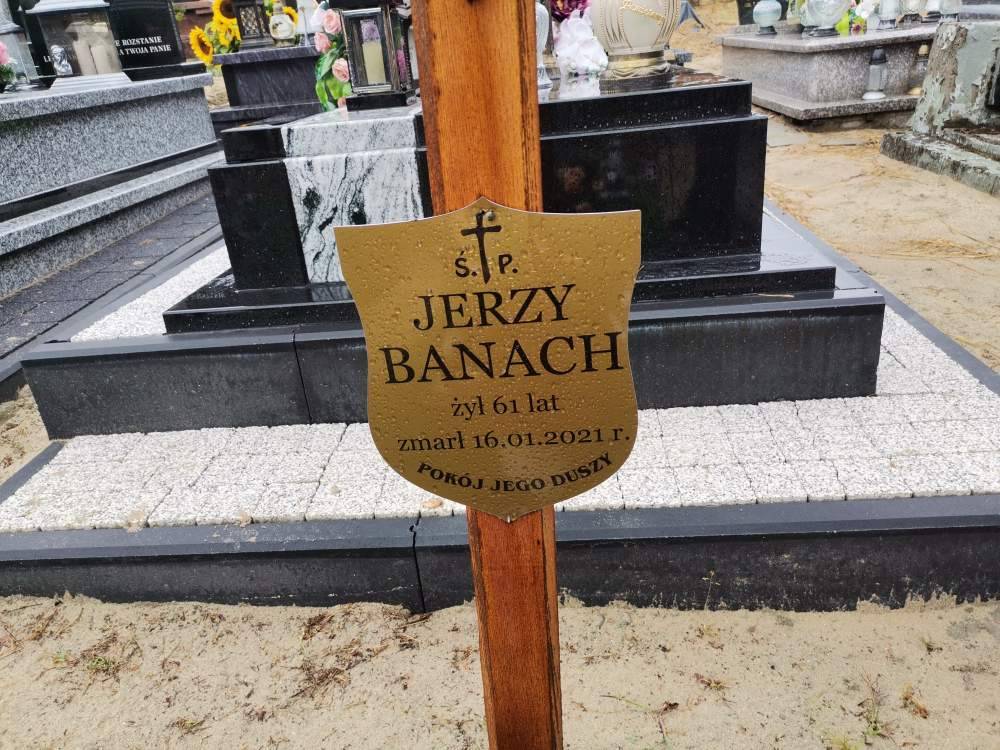 E ROZSTANIE
A TWOJA PANIE
Ś. P.
JERZY
BANACH
żył 61 lat
zmarł 16.01.2021 r.
POKÓJ JEGO DUSZY